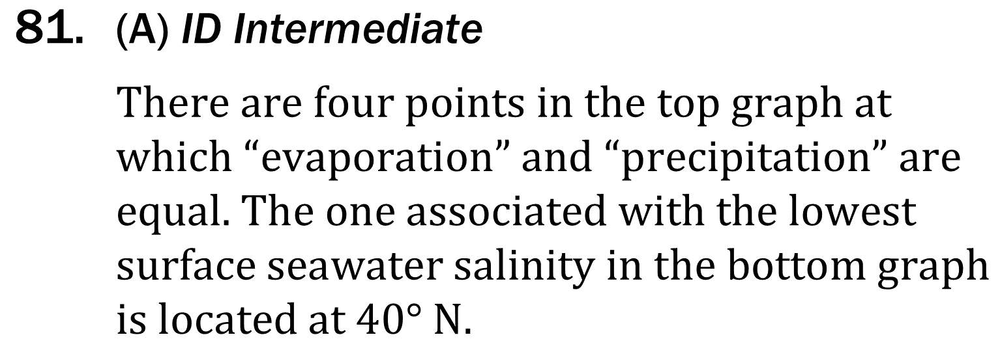 81. (A) ID Intermediate
There are four points in the top graph at
which “evaporation” and “precipitation” are
equal. The one associated with the lowest
surface seawater salinity in the bottom graph
is located at 40° N.